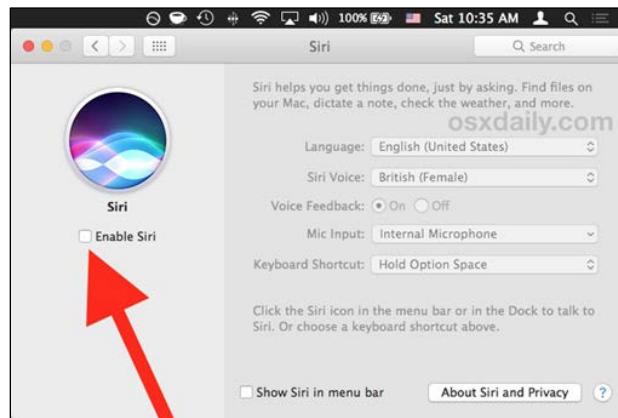 100%
Sat 10:35 AM
Siri
Search
Siri helps you get things done, just by asking. Find files on
your Mac, dictate a note, check the weather, and more.
osxdaily.com
Language: English (United States)
Siri Voice: British (Female)
Siri
Voice Feedback: On Off
Enable Siri
Mic Input: Internal Microphone
Keyboard Shortcut: Hold Option Space
Click the Siri icon in the menu bar or in the Dock to talk to
Siri. Or choose a keyboard shortcut above.
Show Siri in menu bar
About Siri and Privacy
?